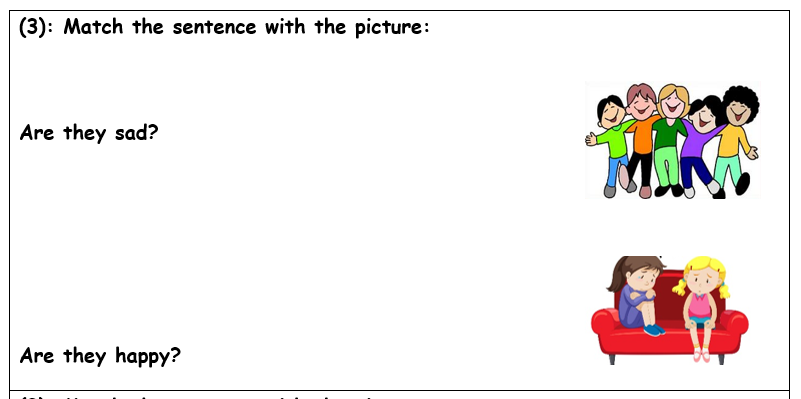 (3): Match the sentence with the picture:
Are they sad?
Are they happy?